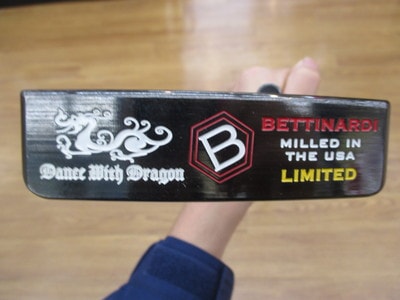 Dance With Dragon
B
BETTINARDI
MILLED IN
THE USA
LIMITED